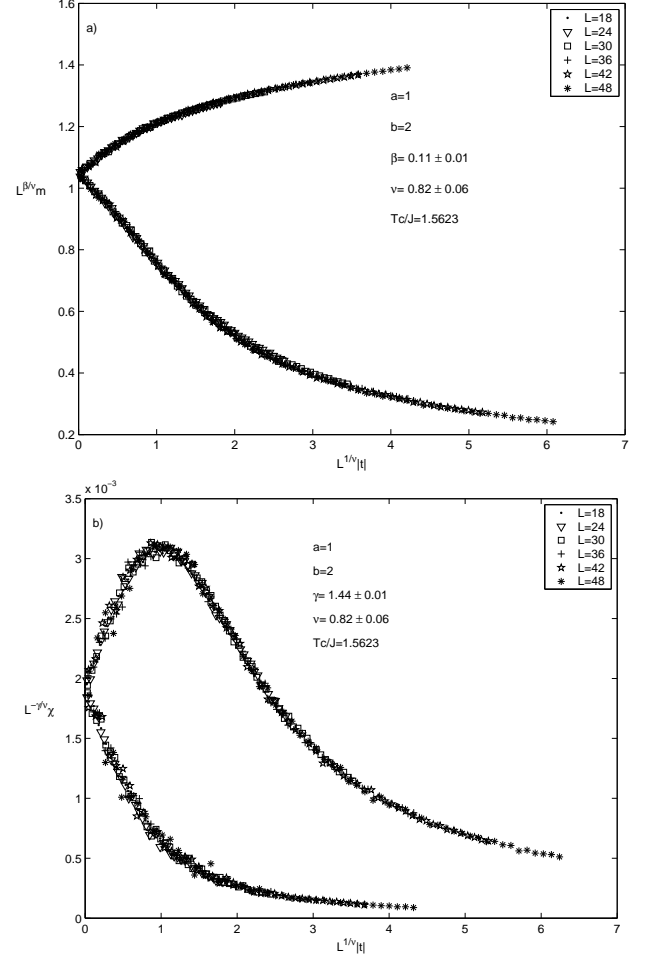 1.6
a)
L=18
L=24
L=30
L=36
L=42
L=48
1.4
a=1
1.2
b=2
β= 0.11 ± 0.01
L^β/ν m
1
ν= 0.82 ± 0.06
Tc/J=1.5623
0.8
0.6
0.4
0.2
0 1 2 3 4 5 6 7
L^1/ν|t|
x 10^−3
3.5
b)
L=18
L=24
L=30
L=36
L=42
L=48
3
a=1
b=2
γ= 1.44 ± 0.01
2.5
ν= 0.82 ± 0.06
Tc/J=1.5623
2
L^−γ/ν χ
1.5
1
0.5
0
0 1 2 3 4 5 6 7
L^1/ν|t|